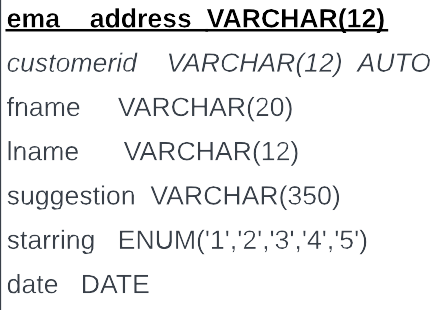 ema address VARCHAR(12)
customerid VARCHAR(12) AUTO
fname VARCHAR(20)
lname VARCHAR(12)
suggestion VARCHAR(350)
starring ENUM('1','2','3','4','5')
date DATE